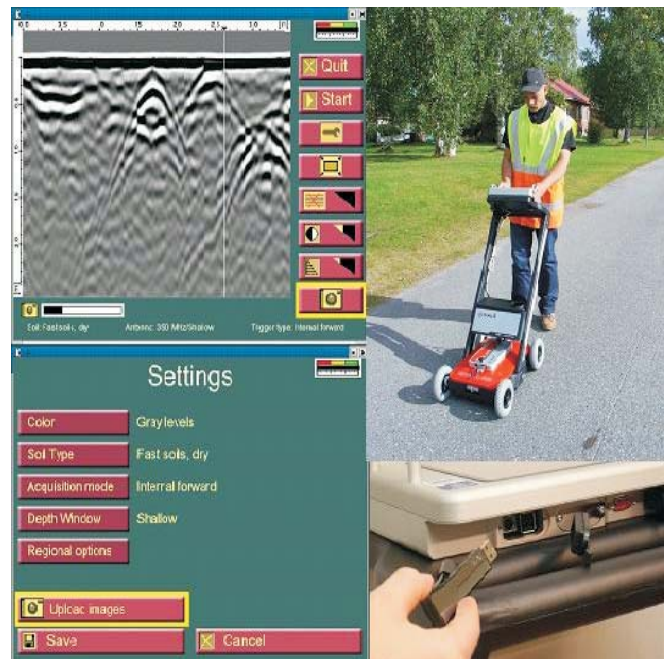 Quit
Start
Soil: Fast soils, dry
Antenna: 350 MHz/Shallow
Trigger type: Internal forward
Settings
Color Gray levels
Soil Type Fast soils, dry
Acquisition mode Internal forward
Depth Window Shallow
Regional options
Upload images
Save Cancel